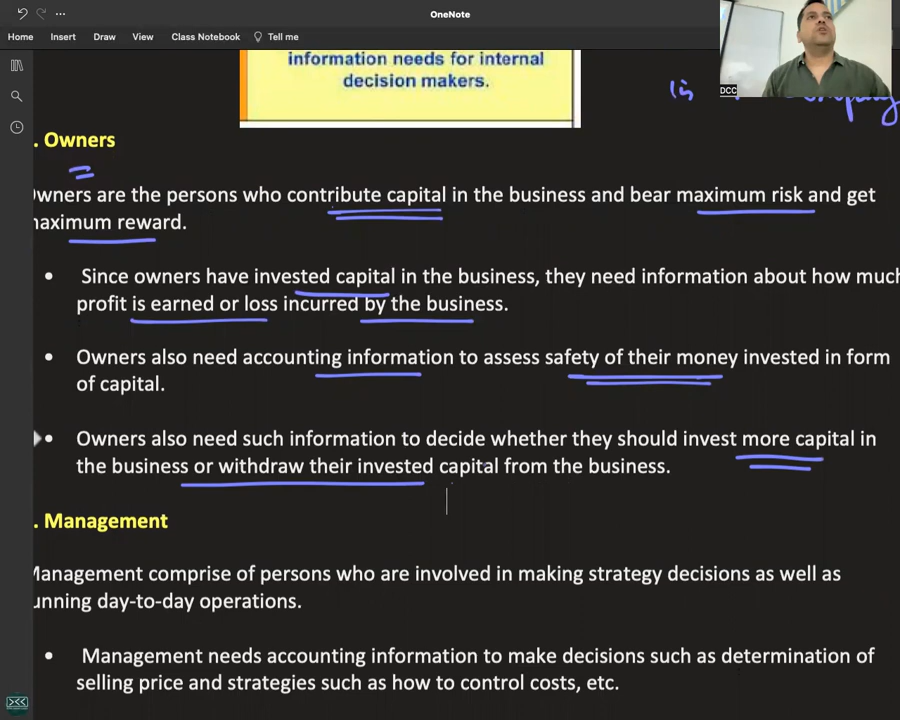 OneNote
Home Insert Draw View Class Notebook Tell me
DCC
information needs for internal
decision makers.
. Owners
wners are the persons who contribute capital in the business and bear maximum risk and get
naximum reward.
• Since owners have invested capital in the business, they need information about how much
profit is earned or loss incurred by the business.
• Owners also need accounting information to assess safety of their money invested in form
of capital.
• Owners also need such information to decide whether they should invest more capital in
the business or withdraw their invested capital from the business.
. Management
Management comprise of persons who are involved in making strategy decisions as well as
unning day-to-day operations.
• Management needs accounting information to make decisions such as determination of
selling price and strategies such as how to control costs, etc.